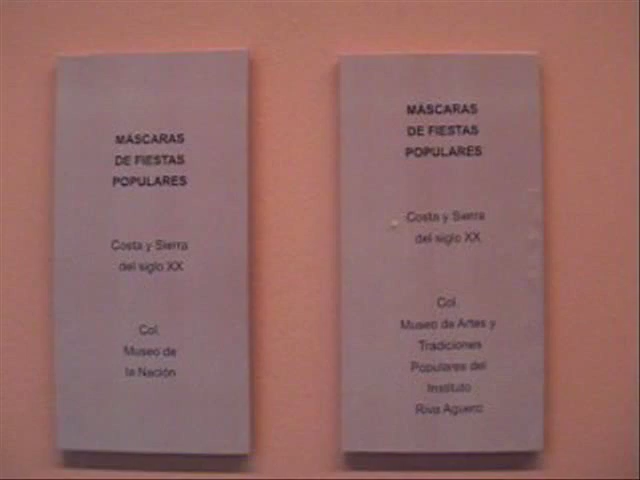 MÁSCARAS
DE FIESTAS
POPULARES
Costa y Sierra
del siglo XX
Col.
Museo de
la Nación
MÁSCARAS
DE FIESTAS
POPULARES
Costa y Sierra
del siglo XX
Col.
Museo de Artes y
Tradiciones
Populares del
Instituto
Riva Aguero